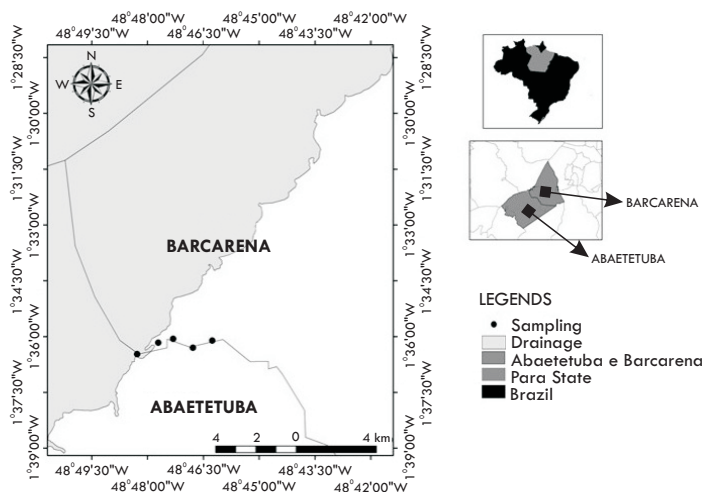 48°48'00"W 48°45'00"W 48°42'00"W
48°49'30"W 48°46'30"W 48°43'30"W
N
W E
S
1°28'30"W
1°30'00"W
1°31'30"W
1°33'00"W
1°34'30"W
1°36'00"W
1°37'30"W
1°39'00"W
BARCARENA
ABAETETUBA
4 2 0 4 km
1°28'30"W
1°30'00"W
1°31'30"W
1°33'00"W
1°34'30"W
1°36'00"W
1°37'30"W
1°39'00"W
48°49'30"W 48°46'30"W 48°43'30"W
48°48'00"W 48°45'00"W 48°42'00"W
BARCARENA
ABAETETUBA
LEGENDS
Sampling
Drainage
Abaetetuba e Barcarena
Para State
Brazil